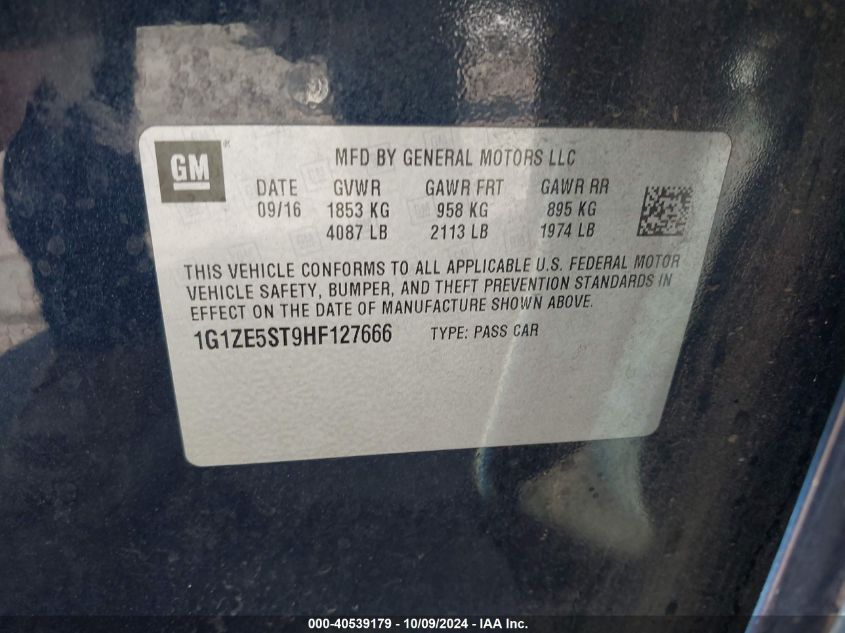 GM
MFD BY GENERAL MOTORS LLC
DATE GVWR GAWR FRT GAWR RR
09/16 1853 KG 958 KG 895 KG
4087 LB 2113 LB 1974 LB
THIS VEHICLE CONFORMS TO ALL APPLICABLE U.S. FEDERAL MOTOR
VEHICLE SAFETY, BUMPER, AND THEFT PREVENTION STANDARDS IN
EFFECT ON THE DATE OF MANUFACTURE SHOWN ABOVE.
1G1ZE5ST9HF127666 TYPE: PASS CAR
000-40539179 - 10/09/2024 - IAA Inc.